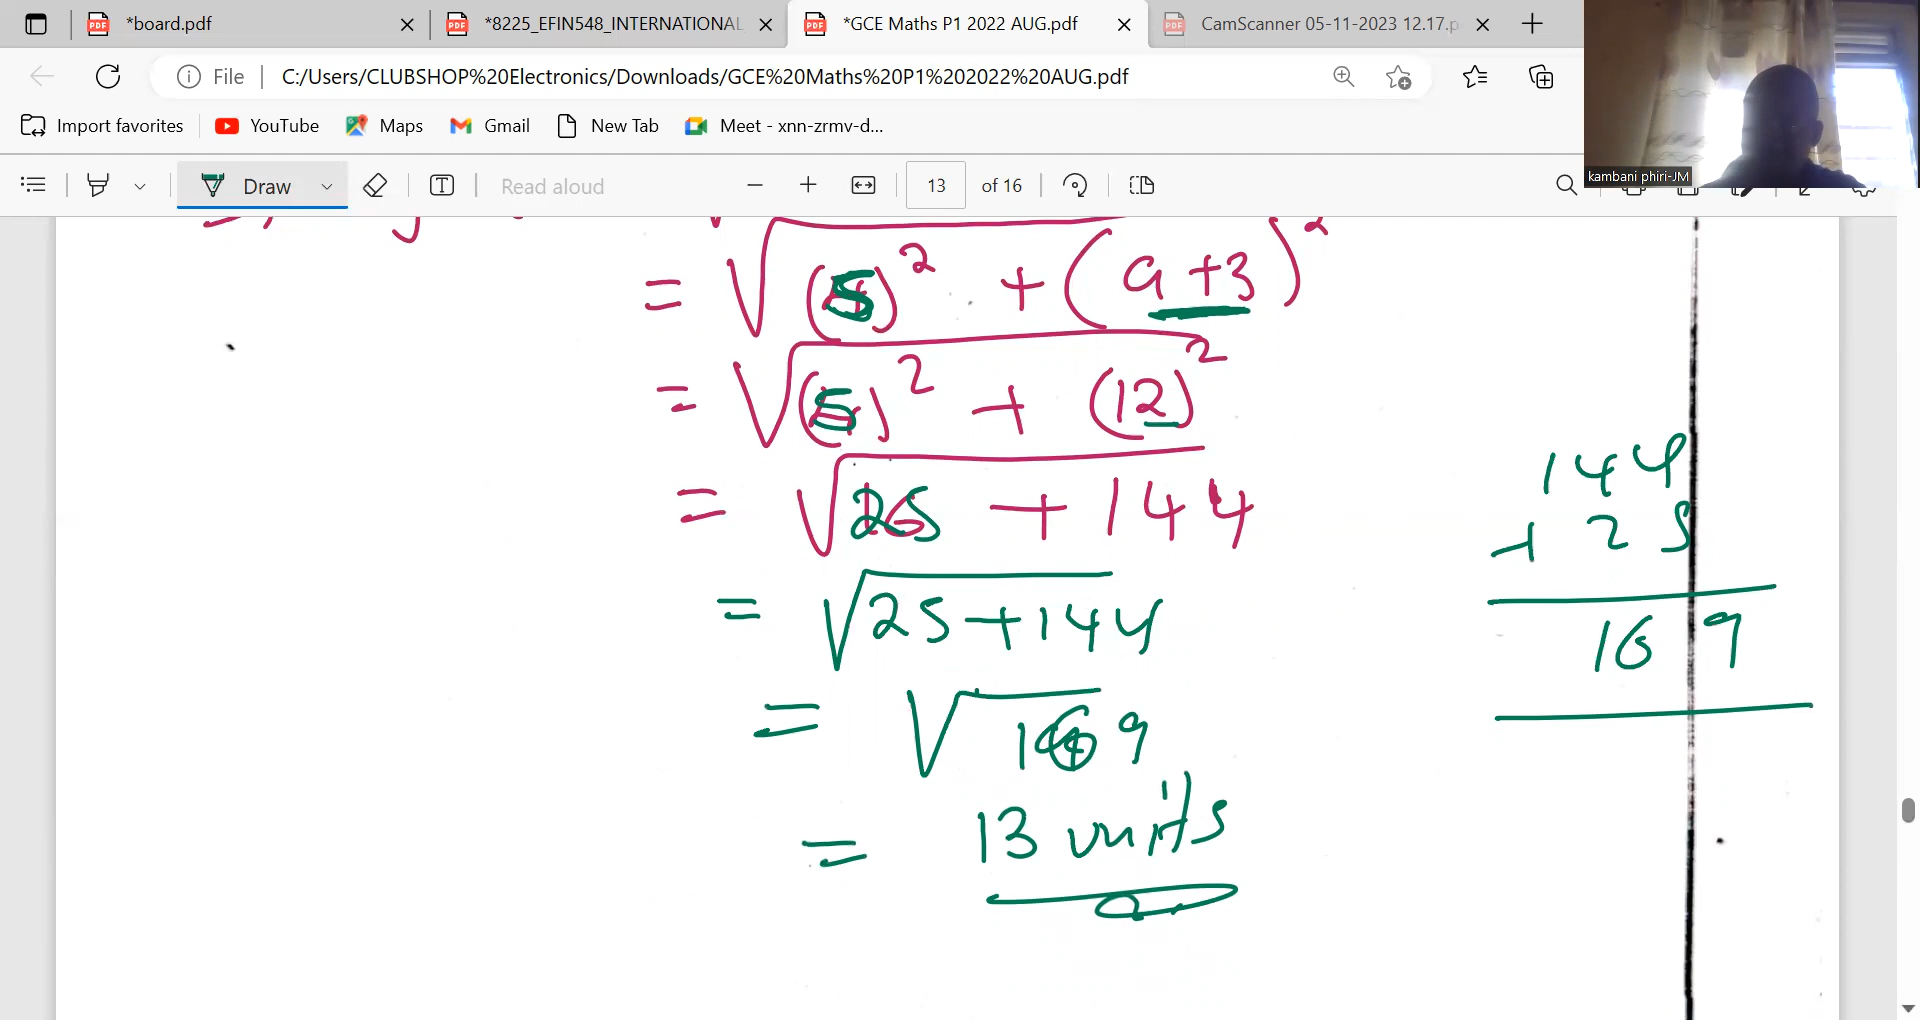 *board.pdf
*8225_EFIN548_INTERNATIONAL
*GCE Maths P1 2022 AUG.pdf
CamScanner 05-11-2023 12.17.p
File
C:/Users/CLUBSHOP%20Electronics/Downloads/GCE%20Maths%20P1%202022%20AUG.pdf
Import favorites
YouTube
Maps
Gmail
New Tab
Meet - xnn-zrmv-d...
kambani phiri-JM
Draw
Read aloud
13
of 16
= √(5)² + (9+3)²
= √(5)² + (12)²
= √25 + 144
= √25+144
= √169
= 13 units
144
+ 25
169